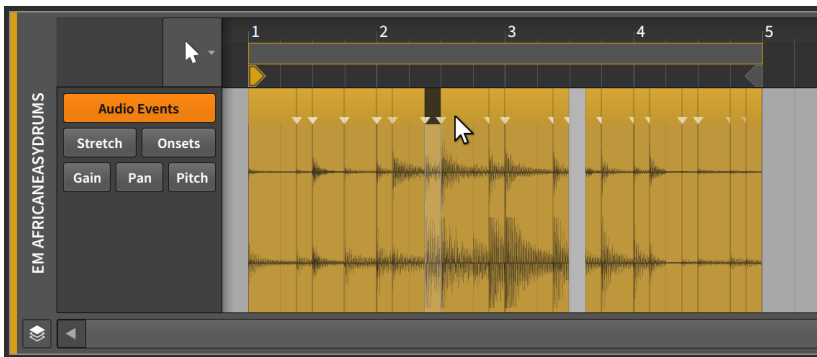 1 2 3 4 5
EM AFRICANEASYDRUMS
Audio Events
Stretch Onsets
Gain Pan Pitch